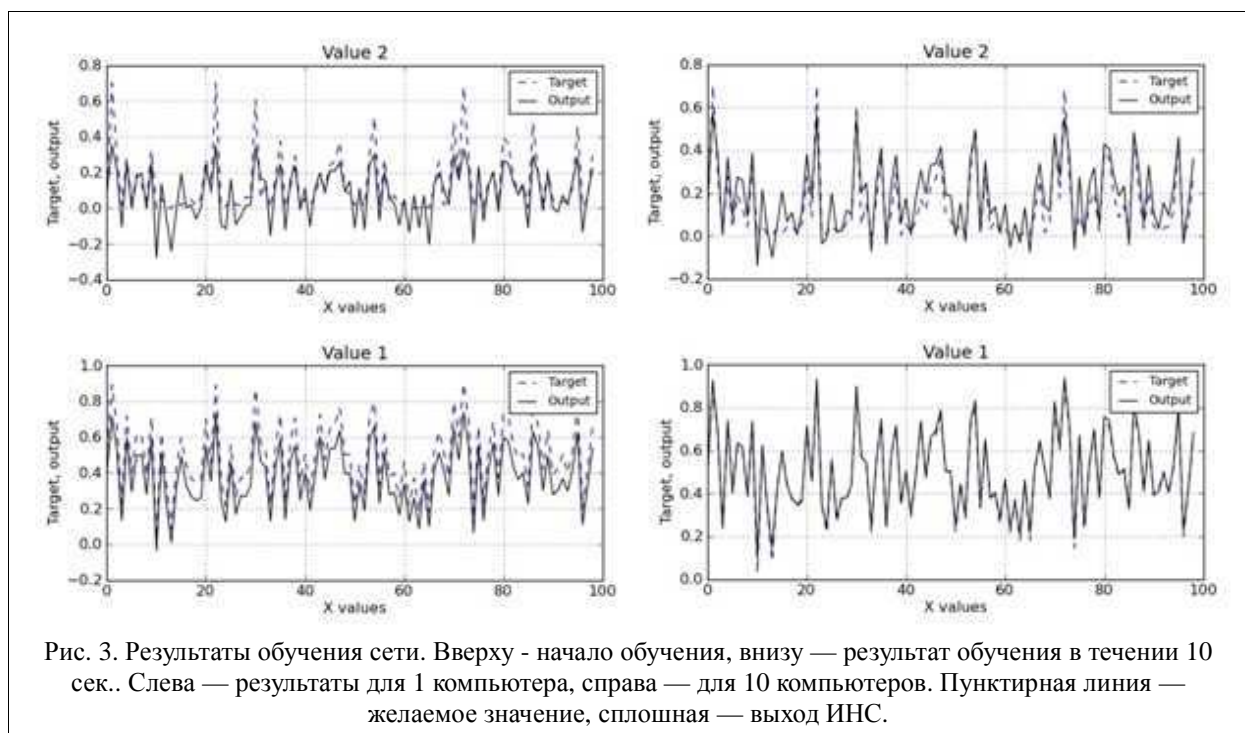 Value 2
0.8
0.6
0.4
0.2
0.0
−0.2
−0.4
Target, output
Target
Output
0 20 40 60 80 100
X values
Value 2
0.8
0.6
0.4
0.2
0.0
−0.2
Target, output
Target
Output
0 20 40 60 80 100
X values
Value 1
1.0
0.8
0.6
0.4
0.2
0.0
−0.2
Target, output
Target
Output
0 20 40 60 80 100
X values
Value 1
1.0
0.8
0.6
0.4
0.2
0.0
Target, output
Target
Output
0 20 40 60 80 100
X values
Рис. 3. Результаты обучения сети. Вверху - начало обучения, внизу — результат обучения в течении 10
сек.. Слева — результаты для 1 компьютера, справа — для 10 компьютеров. Пунктирная линия —
желаемое значение, сплошная — выход ИНС.